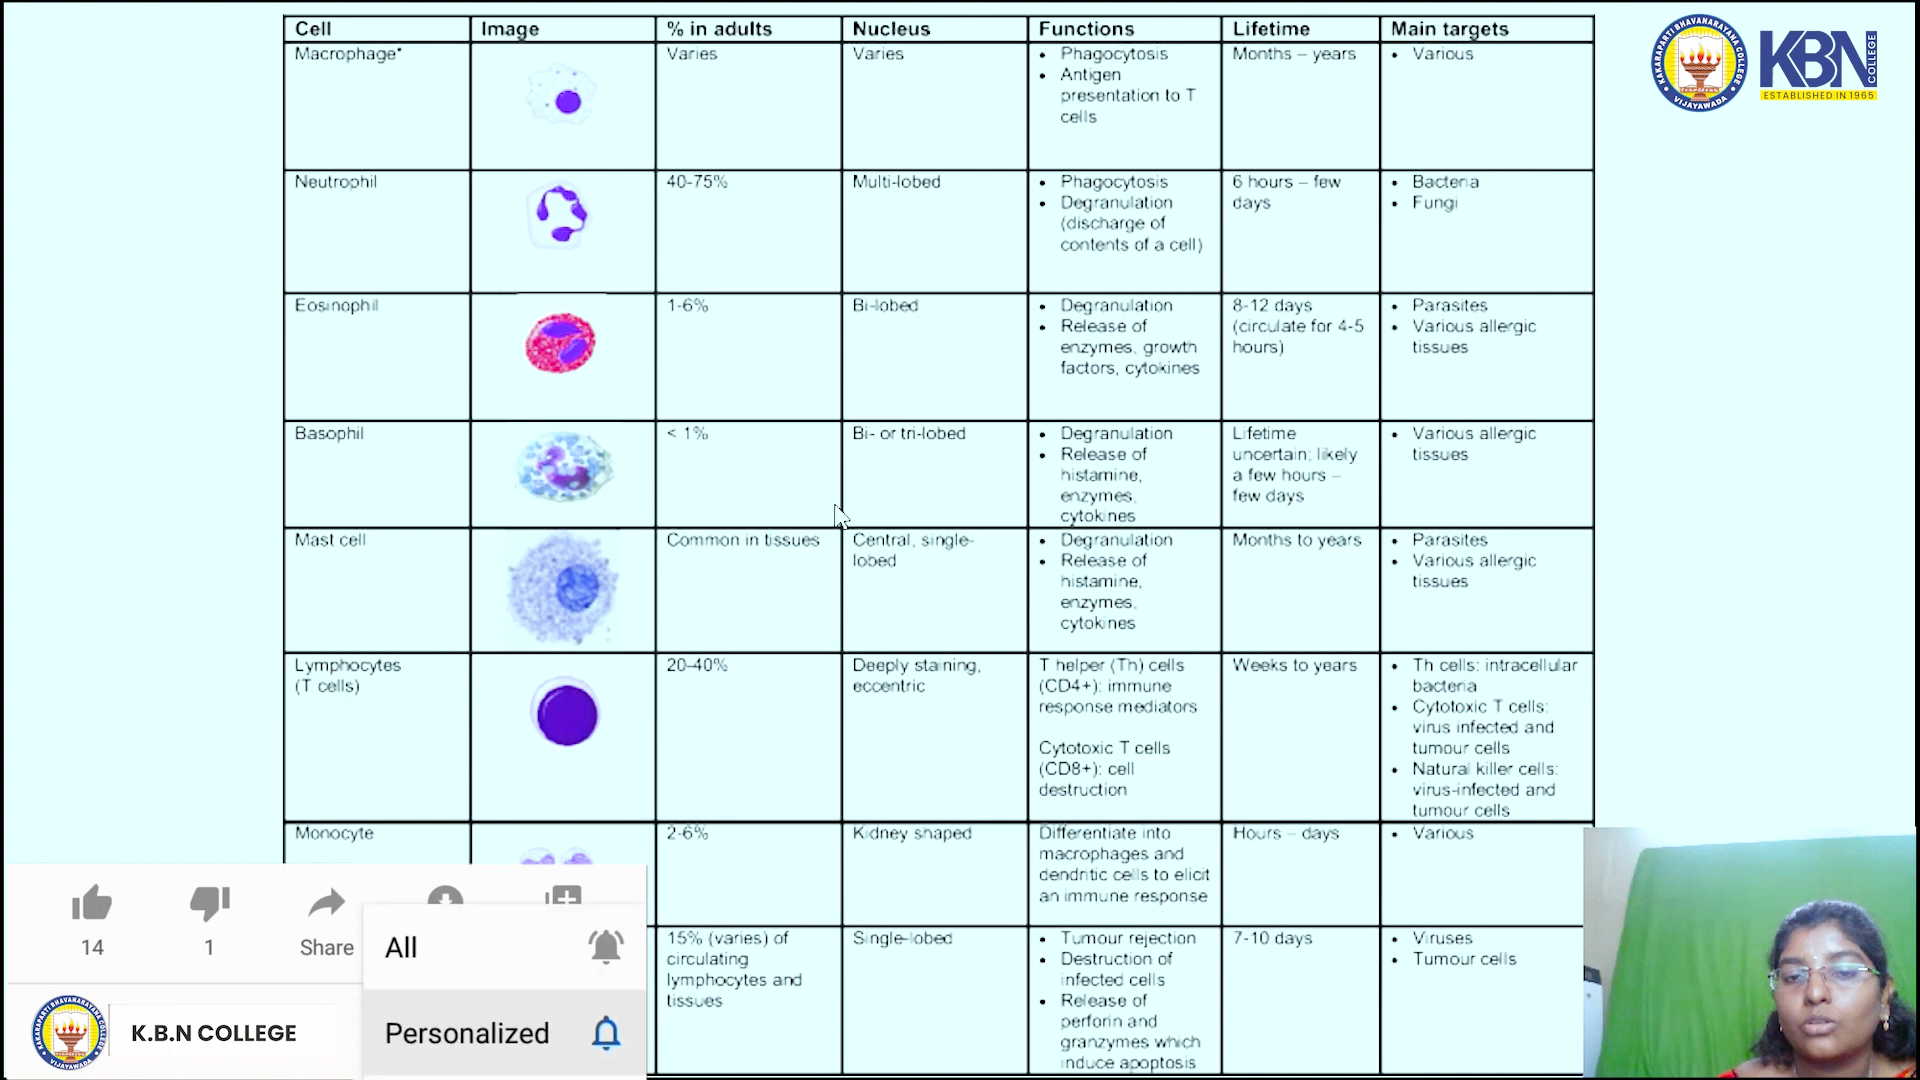 Cell Image % in adults Nucleus Functions Lifetime Main targets
Macrophage* Varies Varies • Phagocytosis Months – years • Various
• Antigen
presentation to T
cells
Neutrophil 40-75% Multi-lobed • Phagocytosis 6 hours – few • Bacteria
• Degranulation days • Fungi
(discharge of
contents of a cell)
Eosinophil 1-6% Bi-lobed • Degranulation 8-12 days • Parasites
• Release of (circulate for 4-5 • Various allergic
enzymes, growth hours) tissues
factors, cytokines
Basophil < 1% Bi- or tri-lobed • Degranulation Lifetime • Various allergic
• Release of uncertain; likely tissues
histamine, a few hours –
enzymes, few days
cytokines
Mast cell Common in tissues Central, single- • Degranulation Months to years • Parasites
lobed • Release of • Various allergic
histamine, tissues
enzymes,
cytokines
Lymphocytes 20-40% Deeply staining, T helper (Th) cells Weeks to years • Th cells: intracellular
(T cells) eccentric (CD4+): immune bacteria
response mediators • Cytotoxic T cells:
virus infected and
Cytotoxic T cells tumour cells
(CD8+): cell • Natural killer cells:
destruction virus-infected and
tumour cells
Monocyte 2-6% Kidney shaped Differentiate into Hours – days • Various
macrophages and
dendritic cells to elicit
an immune response
15% (varies) of Single-lobed • Tumour rejection 7-10 days • Viruses
circulating • Destruction of • Tumour cells
lymphocytes and infected cells
tissues • Release of
perforin and
granzymes which
induce apoptosis
KAKARAPARTI BHAVANARAYANA COLLEGE
VIJAYAWADA
KBN
COLLEGE
ESTABLISHED IN 1965
14 1 Share
All
K.B.N COLLEGE
Personalized